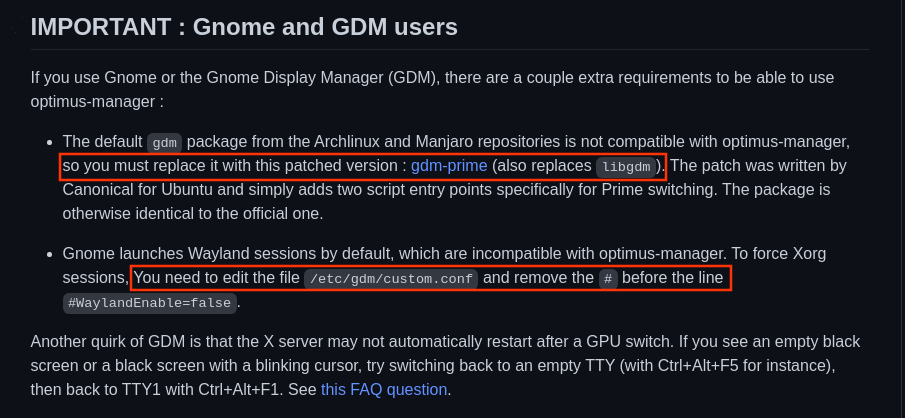 IMPORTANT : Gnome and GDM users
If you use Gnome or the Gnome Display Manager (GDM), there are a couple extra requirements to be able to use
optimus-manager :
• The default gdm package from the Archlinux and Manjaro repositories is not compatible with optimus-manager,
so you must replace it with this patched version : gdm-prime (also replaces libgdm). The patch was written by
Canonical for Ubuntu and simply adds two script entry points specifically for Prime switching. The package is
otherwise identical to the official one.
• Gnome launches Wayland sessions by default, which are incompatible with optimus-manager. To force Xorg
sessions, You need to edit the file /etc/gdm/custom.conf and remove the # before the line
#WaylandEnable=false.
Another quirk of GDM is that the X server may not automatically restart after a GPU switch. If you see an empty black
screen or a black screen with a blinking cursor, try switching back to an empty TTY (with Ctrl+Alt+F5 for instance),
then back to TTY1 with Ctrl+Alt+F1. See this FAQ question.